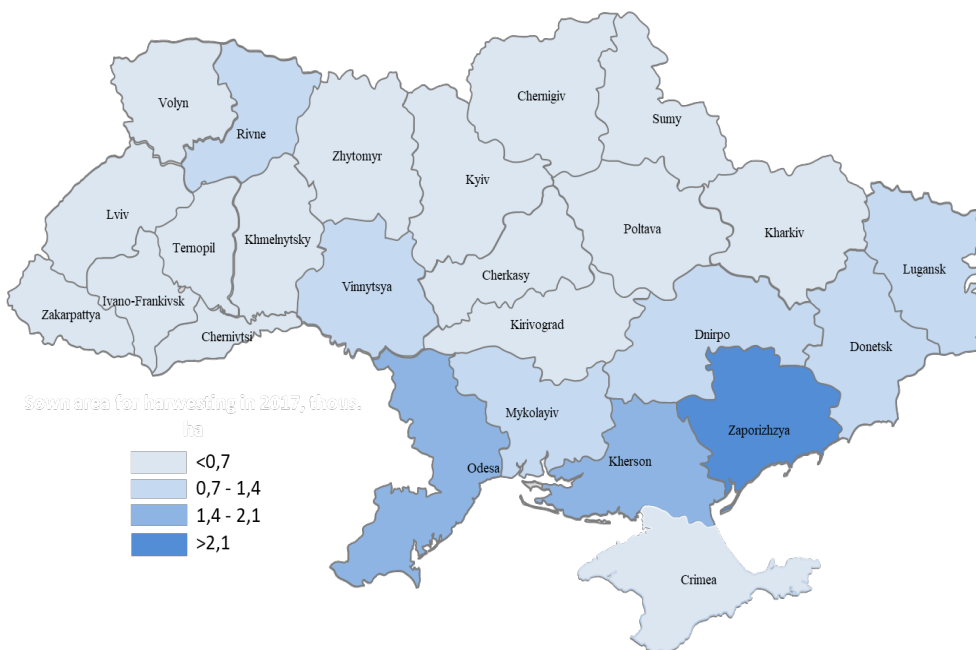 Chernigiv
Volyn
Sumy
Rivne
Zhytomyr
Kyiv
Lviv
Poltava
Kharkiv
Khmelnytsky
Ternopil
Lugansk
Cherkasy
Vinnytsya
Ivano-Frankivsk
Zakarpattya
Kirivograd
Chernivtsi
Dnirpo
Donetsk
Sown area for harwesting in 2017, thous.
ha
Mykolayiv
Zaporizhzya
<0,7
Kherson
Odesa
0,7 - 1,4
1,4 - 2,1
>2,1
Crimea